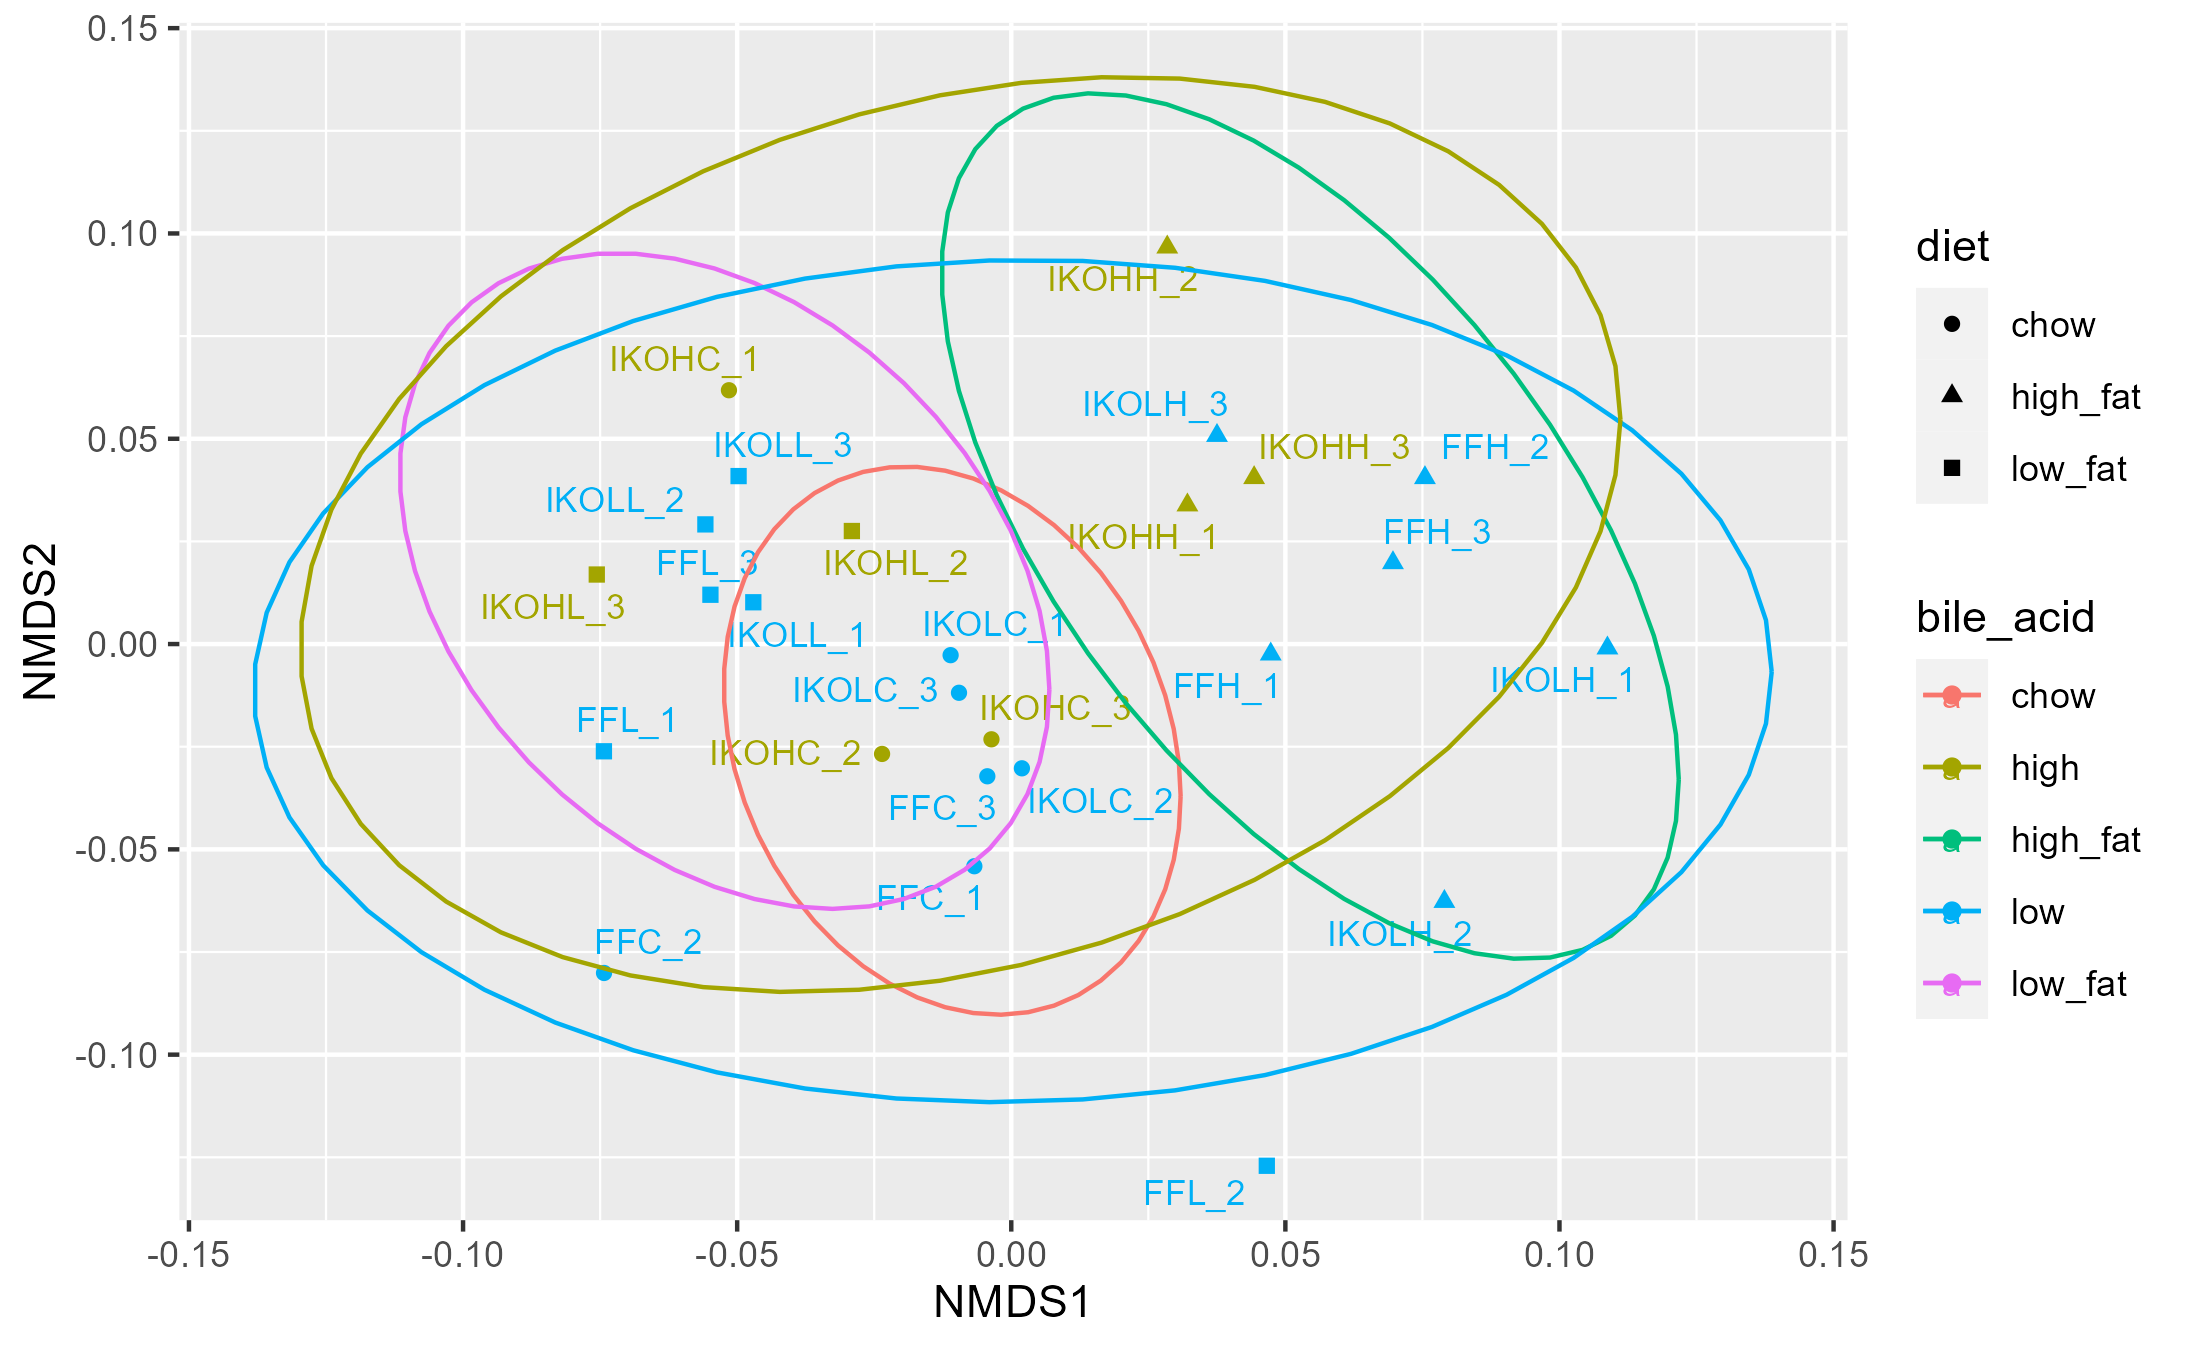 0.15
0.10
0.05
0.00
-0.05
-0.10
NMDS2
IKOHH_2
IKOHC_1
IKOLH_3
IKOLL_3
IKOHH_3
FFH_2
IKOLL_2
IKOHH_1
FFH_3
FFL_3
IKOHL_2
IKOHL_3
IKOLL_1
IKOLC_1
IKOLC_3
FFH_1
IKOLH_1
IKOHC_3
FFL_1
IKOHC_2
FFC_3
IKOLC_2
FFC_1
IKOLH_2
FFC_2
FFL_2
-0.15
-0.10
-0.05
0.00
0.05
0.10
0.15
NMDS1
diet
chow
high_fat
low_fat
bile_acid
a chow
a high
a high_fat
a low
a low_fat